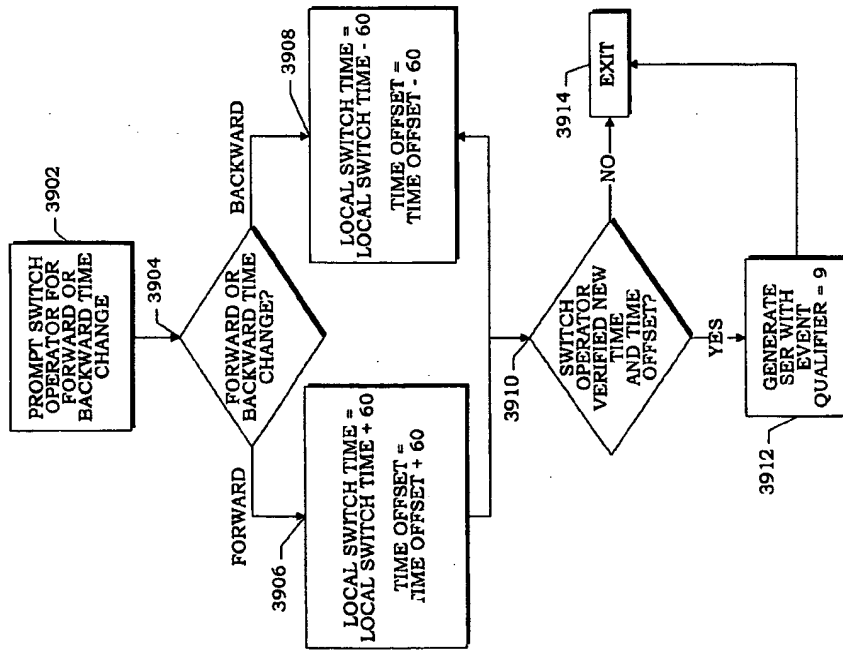 3902
PROMPT SWITCH
OPERATOR FOR
FORWARD OR
BACKWARD TIME
CHANGE
3904
FORWARD OR
BACKWARD TIME
CHANGE?
FORWARD
BACKWARD
3906
LOCAL SWITCH TIME =
LOCAL SWITCH TIME + 60
TIME OFFSET =
TIME OFFSET + 60
3908
LOCAL SWITCH TIME =
LOCAL SWITCH TIME - 60
TIME OFFSET =
TIME OFFSET - 60
3910
SWITCH
OPERATOR
VERIFIED NEW
TIME
AND TIME
OFFSET?
NO
YES
3914
EXIT
3912
GENERATE
SER WITH
EVENT
QUALIFIER = 9